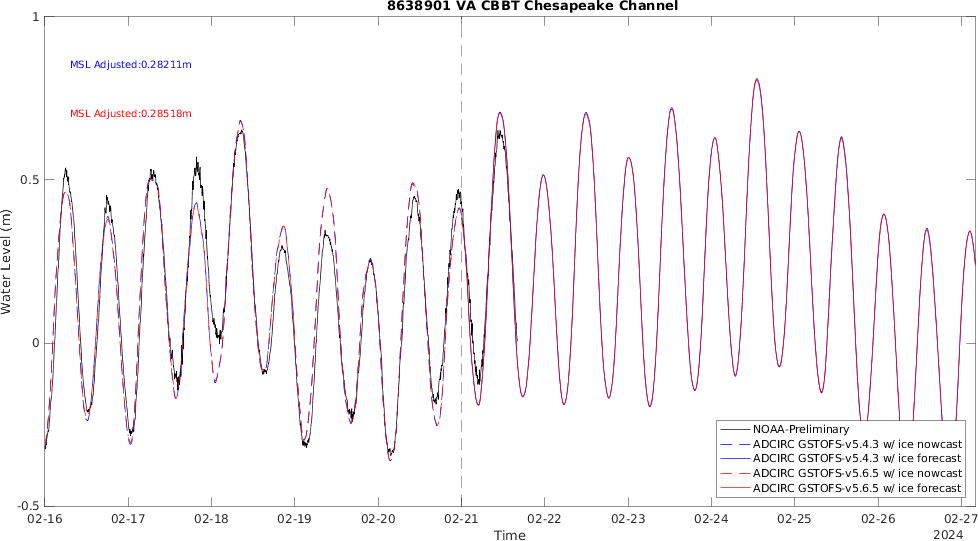 8638901 VA CBBT Chesapeake Channel
1
MSL Adjusted:0.28211m
MSL Adjusted:0.28518m
0.5
Water Level (m)
0
NOAA-Preliminary
ADCIRC GSTOFS-v5.4.3 w/ ice nowcast
ADCIRC GSTOFS-v5.4.3 w/ ice forecast
ADCIRC GSTOFS-v5.6.5 w/ ice nowcast
ADCIRC GSTOFS-v5.6.5 w/ ice forecast
-0.5
02-16 02-17 02-18 02-19 02-20 02-21 02-22 02-23 02-24 02-25 02-26 02-27
Time 2024